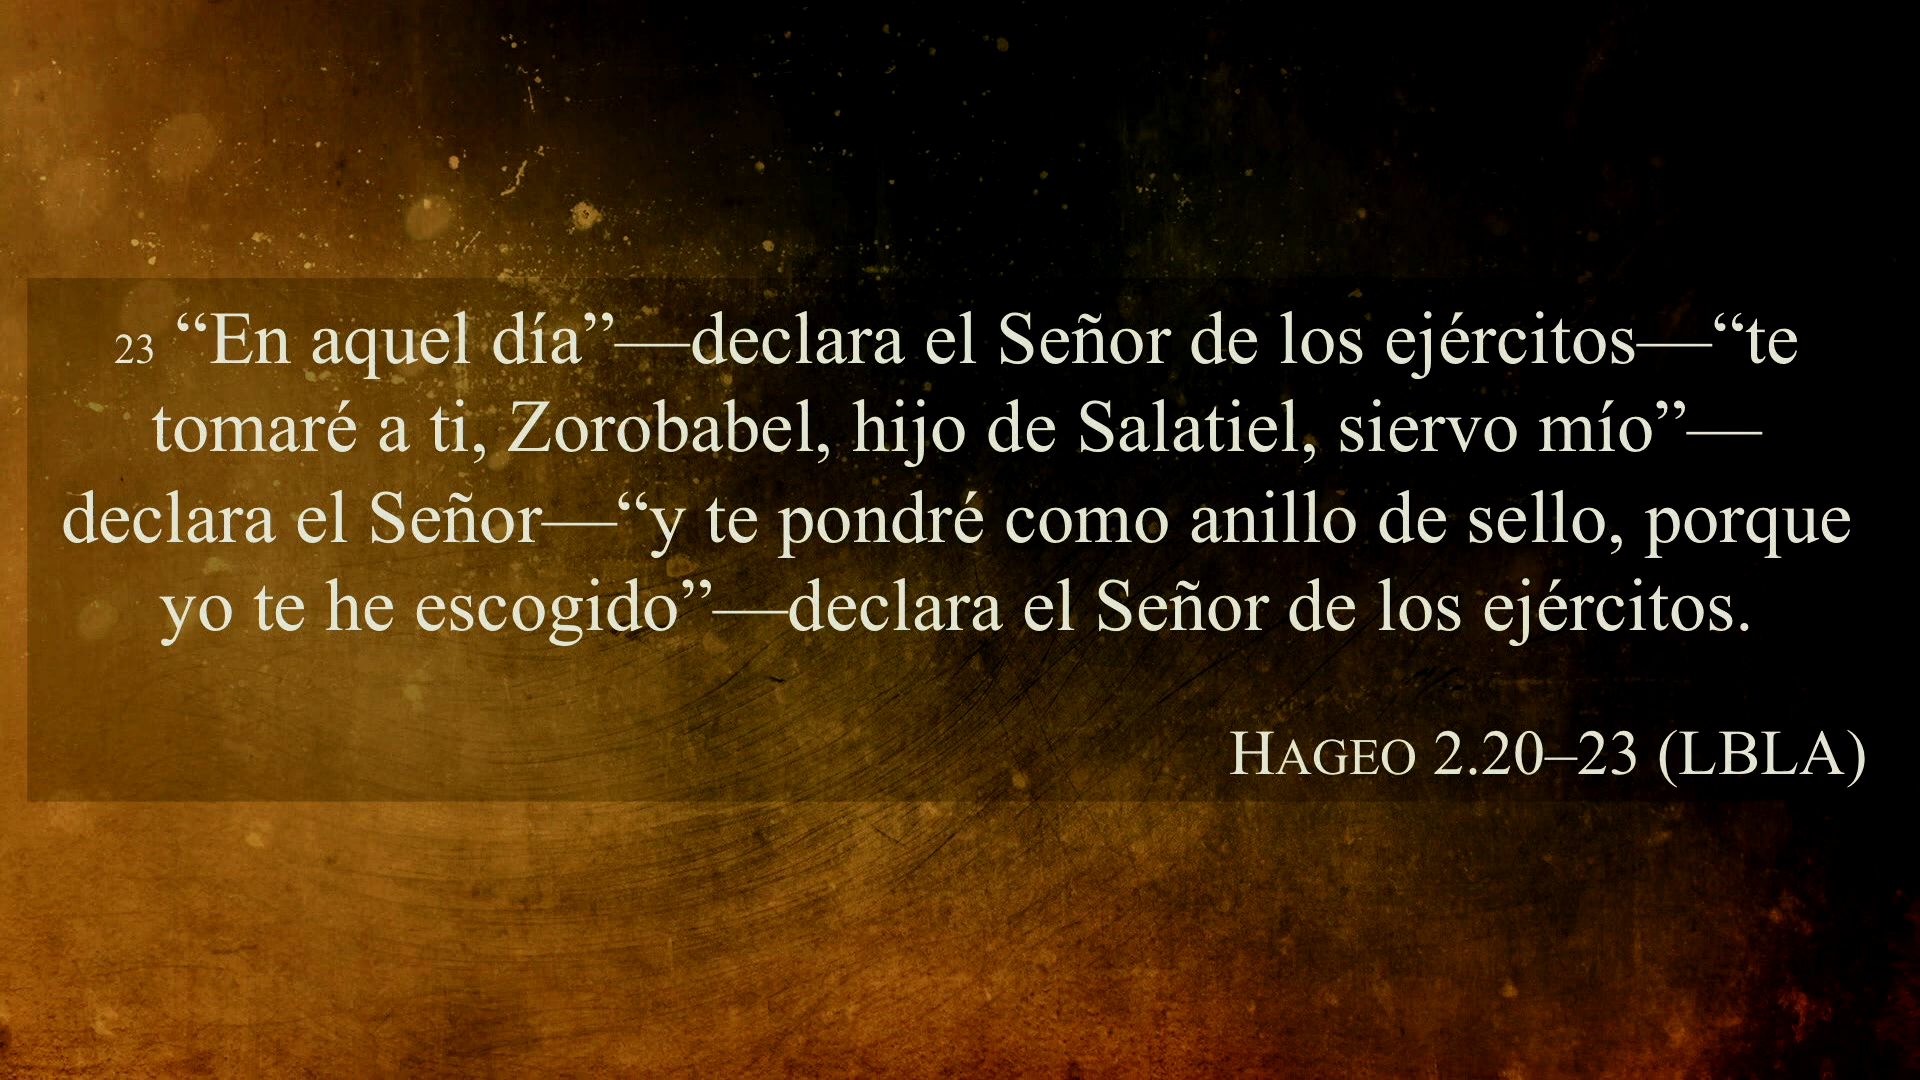 23 “En aquel día”—declara el Señor de los ejércitos—“te
tomaré a ti, Zorobabel, hijo de Salatiel, siervo mío”—
declara el Señor—“y te pondré como anillo de sello, porque
yo te he escogido”—declara el Señor de los ejércitos.
HAGEO 2.20–23 (LBLA)